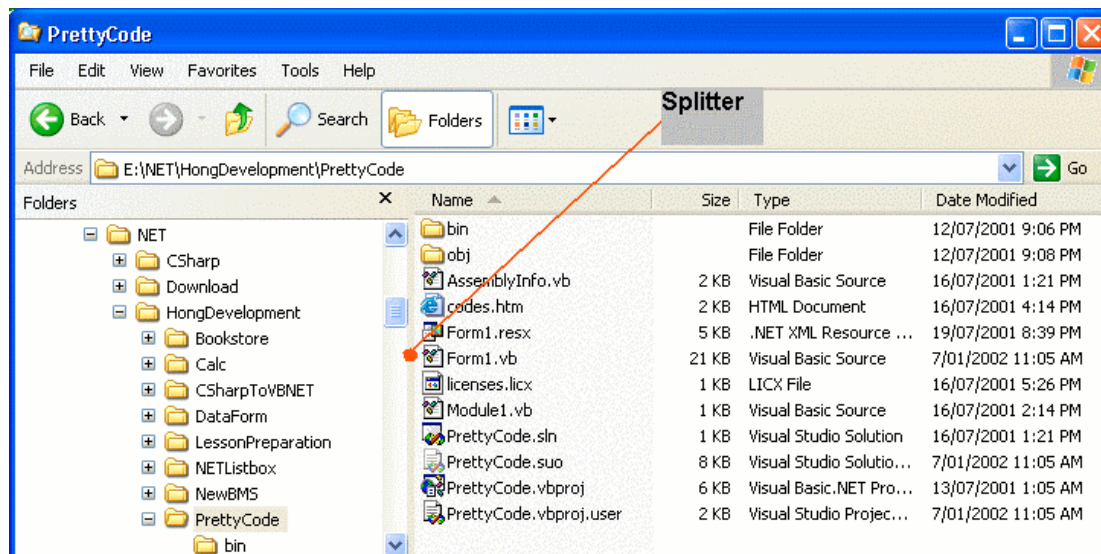 PrettyCode
File Edit View Favorites Tools Help
Back Search Folders
Splitter
Address E:\NET\HongDevelopment\PrettyCode Go
Folders Name Size Type Date Modified
NET bin File Folder 12/07/2001 9:06 PM
CSharp obj File Folder 12/07/2001 9:08 PM
Download AssemblyInfo.vb 2 KB Visual Basic Source 16/07/2001 1:21 PM
HongDevelopment codes.htm 2 KB HTML Document 16/07/2001 4:14 PM
Bookstore Form1.resx 5 KB .NET XML Resource ... 19/07/2001 8:39 PM
Calc Form1.vb 21 KB Visual Basic Source 7/01/2002 11:05 AM
CSharpToVBNET licenses.licx 1 KB LICX File 16/07/2001 5:26 PM
DataForm Module1.vb 1 KB Visual Basic Source 16/07/2001 2:14 PM
LessonPreparation PrettyCode.sln 1 KB Visual Studio Solution 16/07/2001 1:21 PM
NETListbox PrettyCode.suo 8 KB Visual Studio Solutio... 7/01/2002 11:05 AM
NewBMS PrettyCode.vbproj 6 KB Visual Basic.NET Pro... 13/07/2001 1:05 AM
PrettyCode PrettyCode.vbproj.user 2 KB Visual Studio Projec... 7/01/2002 11:05 AM
bin